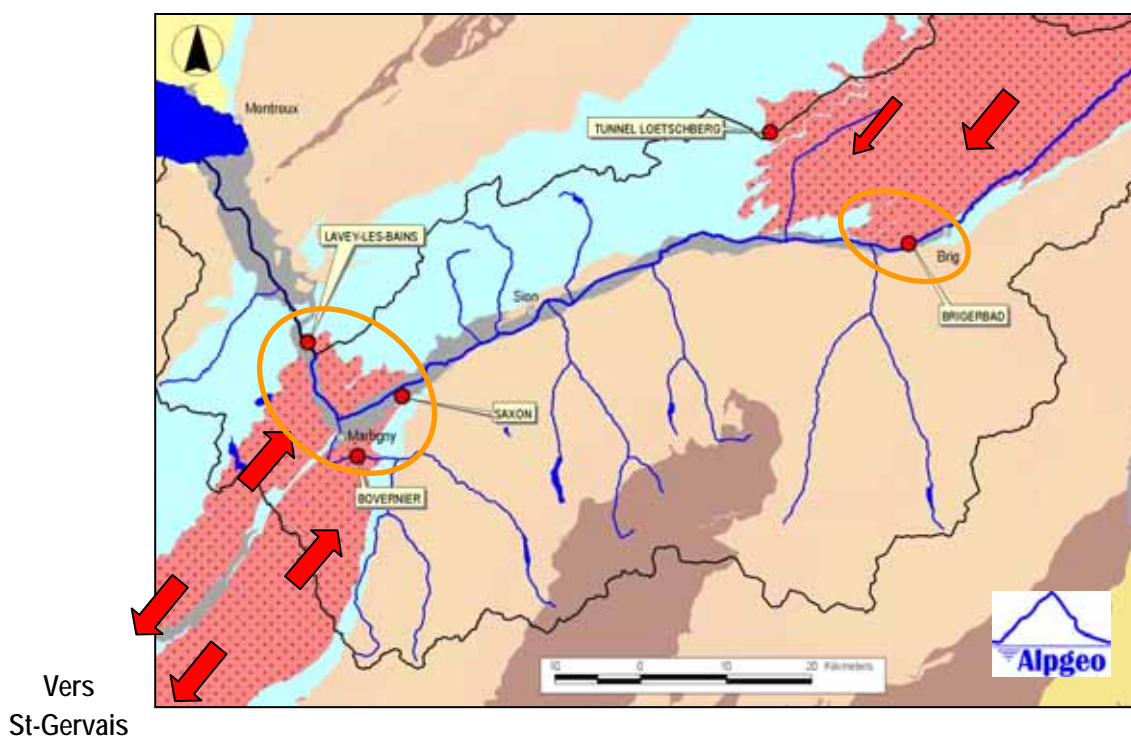 Montreux
TUNNEL LOETSCHBERG
LAVEY-LES-BAINS
Sion
Brig
BRIGERBAD
SAXON
Martigny
BOVERNIER
10 0 10 20 Kilometers
Alpgeo
Vers
St-Gervais